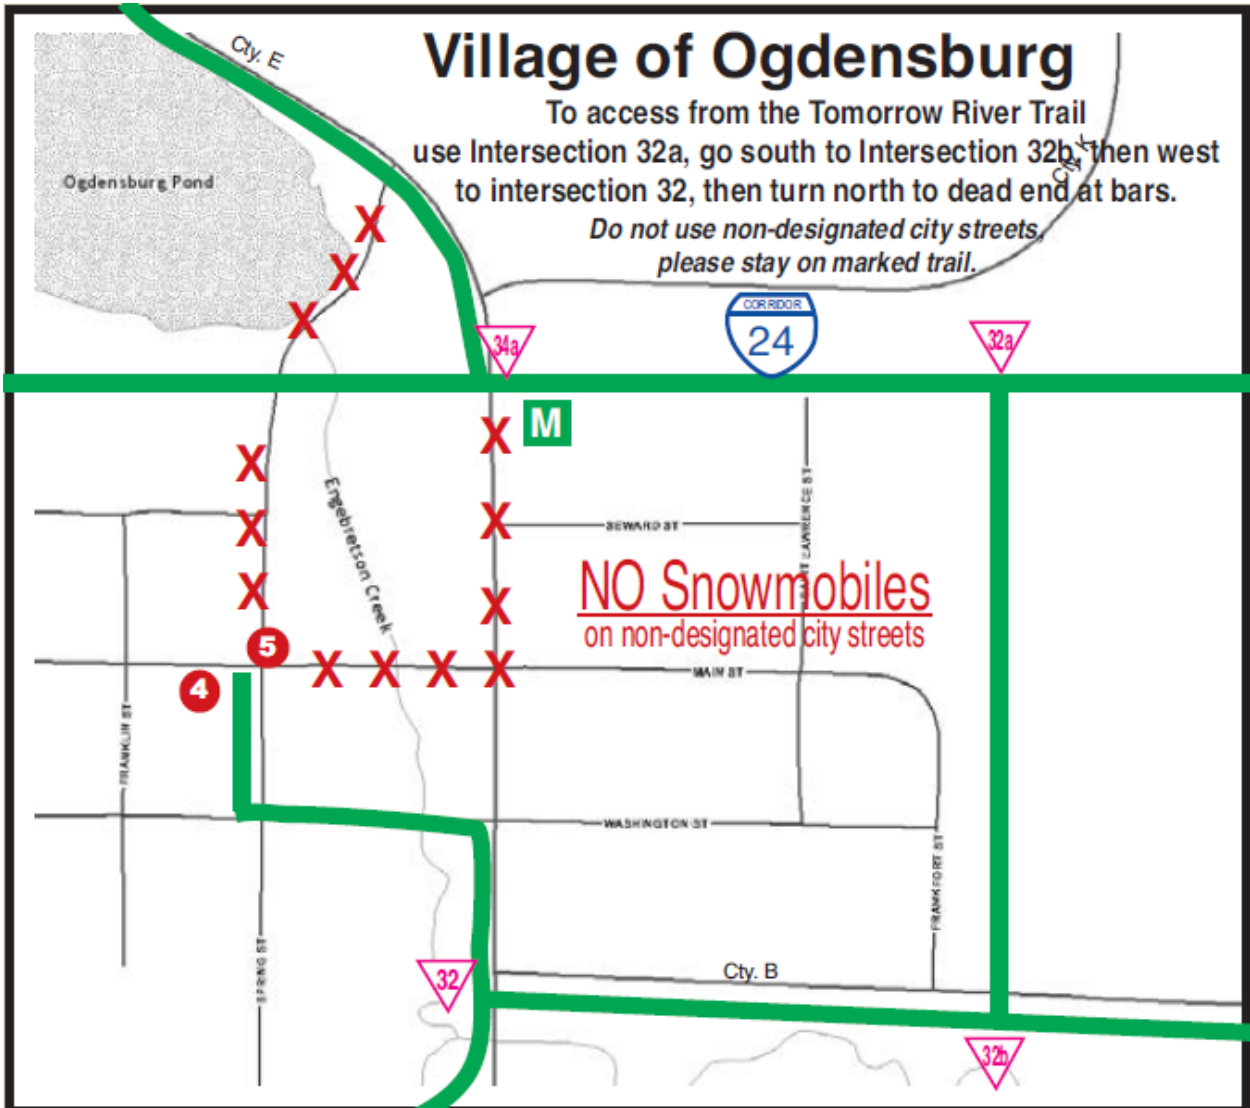 Village of Ogdensburg
To access from the Tomorrow River Trail
use Intersection 32a, go south to Intersection 32b, then west
to intersection 32, then turn north to dead end at bars.
Do not use non-designated city streets,
please stay on marked trail.
Cty. E
Cty. K
Ogdensburg Pond
X
X
X
CORRIDOR
24
34a
32a
M
X
X
X
X
X
X
Engebretson Creek
SEWARD ST
LAWRENCE ST
NO Snowmobiles
on non-designated city streets
5
4
X
X
X
X
MAIN ST
FRANKLIN ST
WASHINGTON ST
FRANKFORT ST
SPRING ST
32
Cty. B
32b